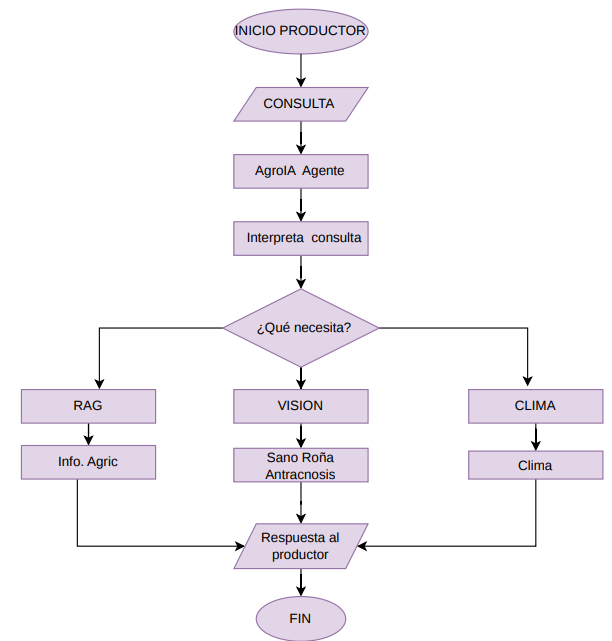 INICIO PRODUCTOR
CONSULTA
AgroIA Agente
Interpreta consulta
¿Qué necesita?
RAG
VISION
CLIMA
Info. Agric
Sano Roña
Antracnosis
Clima
Respuesta al
productor
FIN